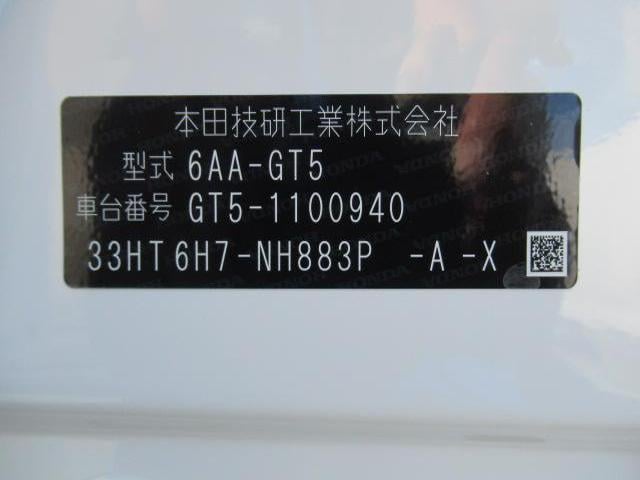 本田技研工業株式会社
型式 6AA-GT5
車台番号 GT5-1100940
33HT 6H7-NH883P -A -X